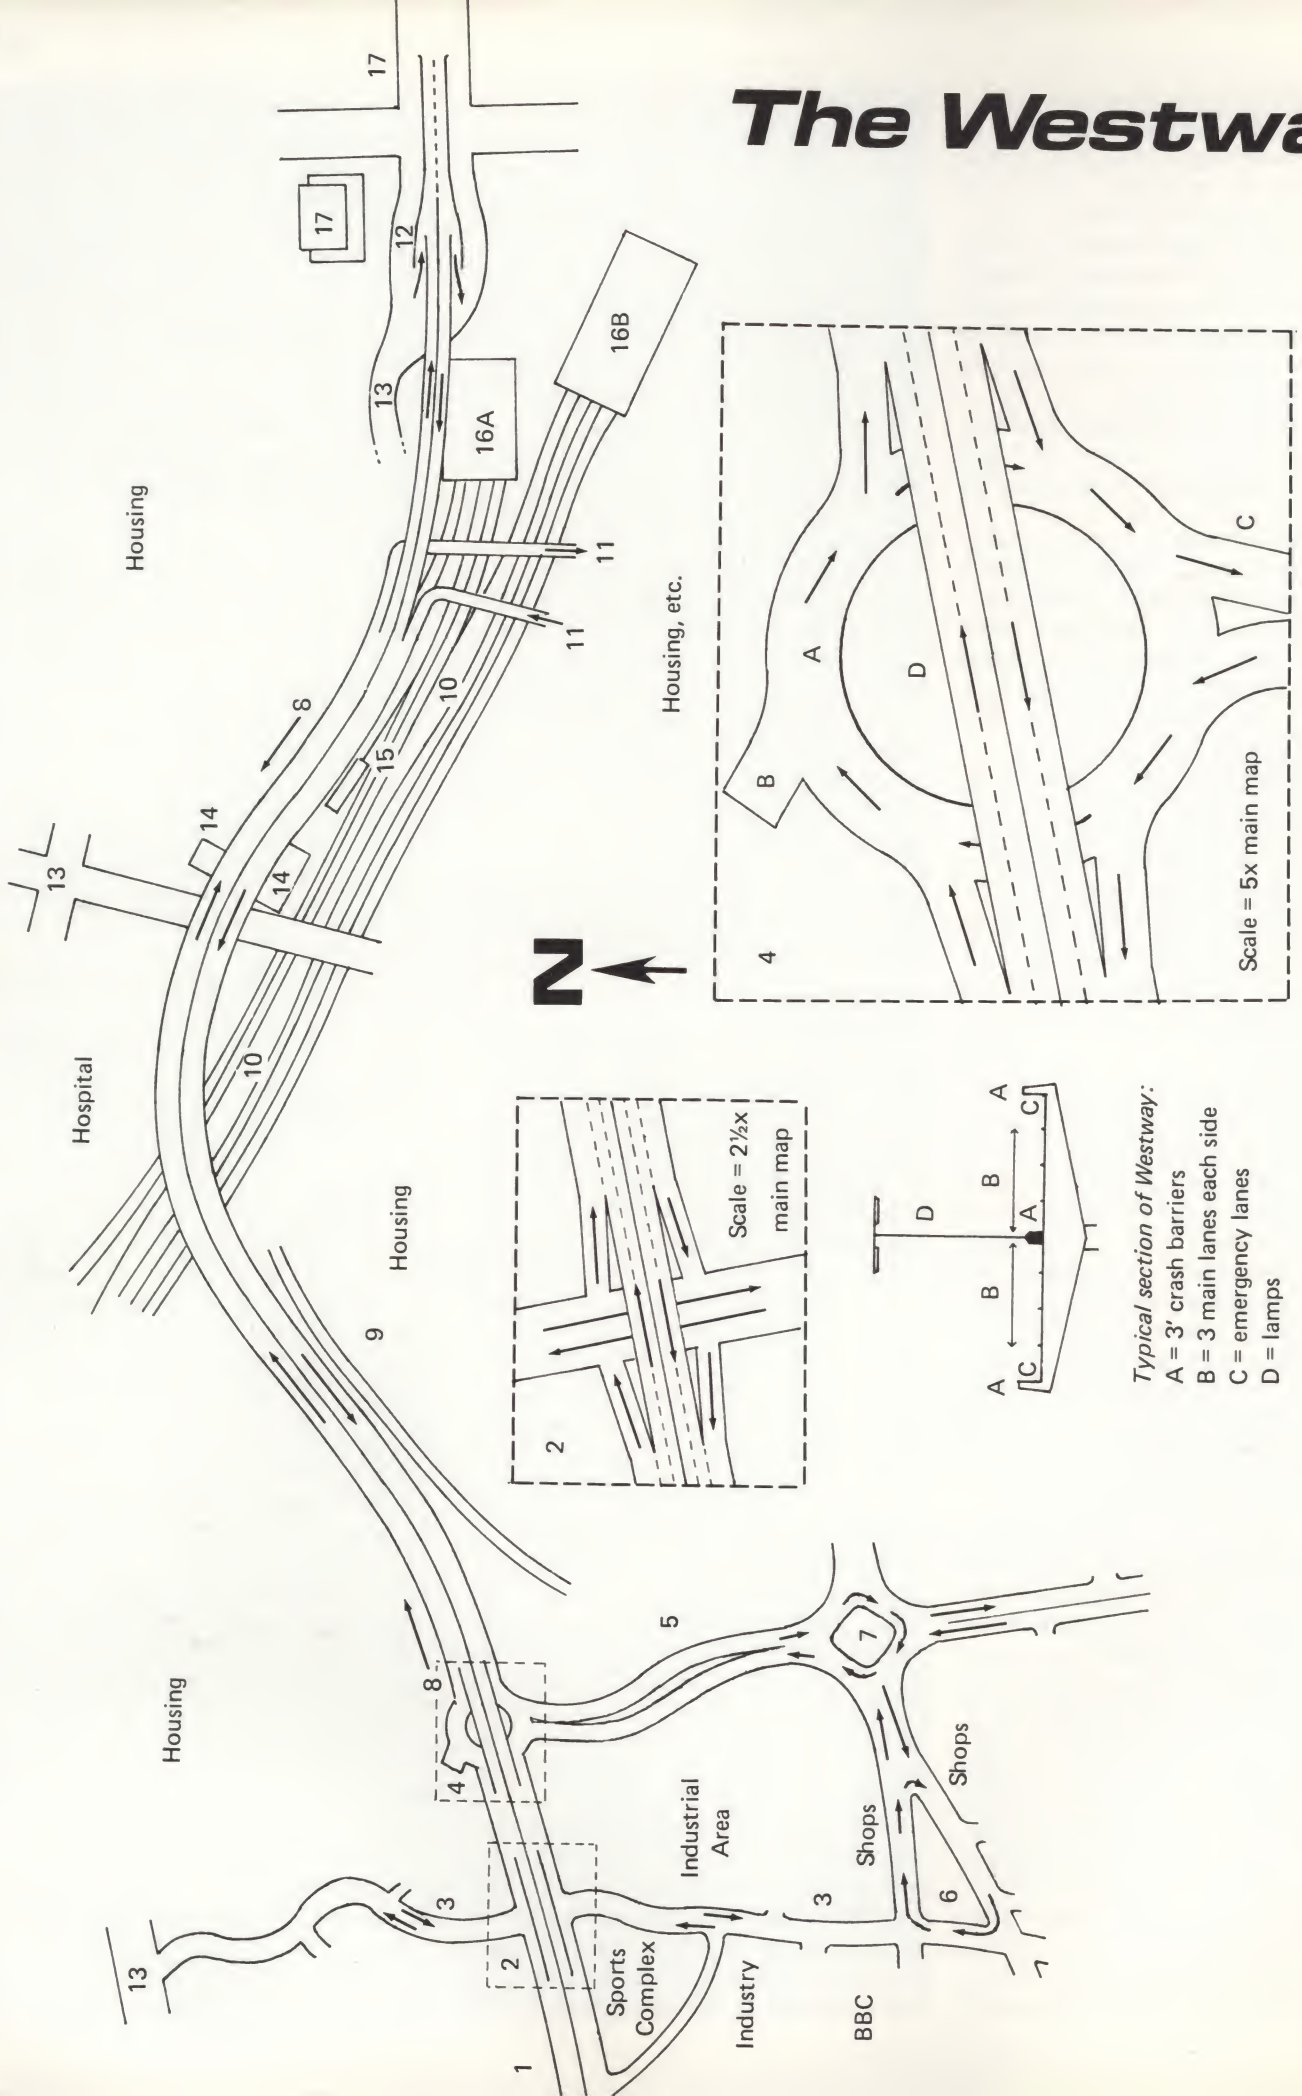 The Westwa
17
17
12
13
16A
16B
Housing
11
11
8
10
15
14
14
13
Hospital
10
Housing, etc.
N
Housing
9
Housing
8
4
5
7
3
2
13
1
Sports
Complex
Industrial
Area
3
Industry
BBC
Shops
Shops
6
2
Scale = 2½x
main map
4
A
B
C
D
Scale = 5x main map
A
C
B
D
A
B
C
A
Typical section of Westway:
A = 3' crash barriers
B = 3 main lanes each side
C = emergency lanes
D = lamps